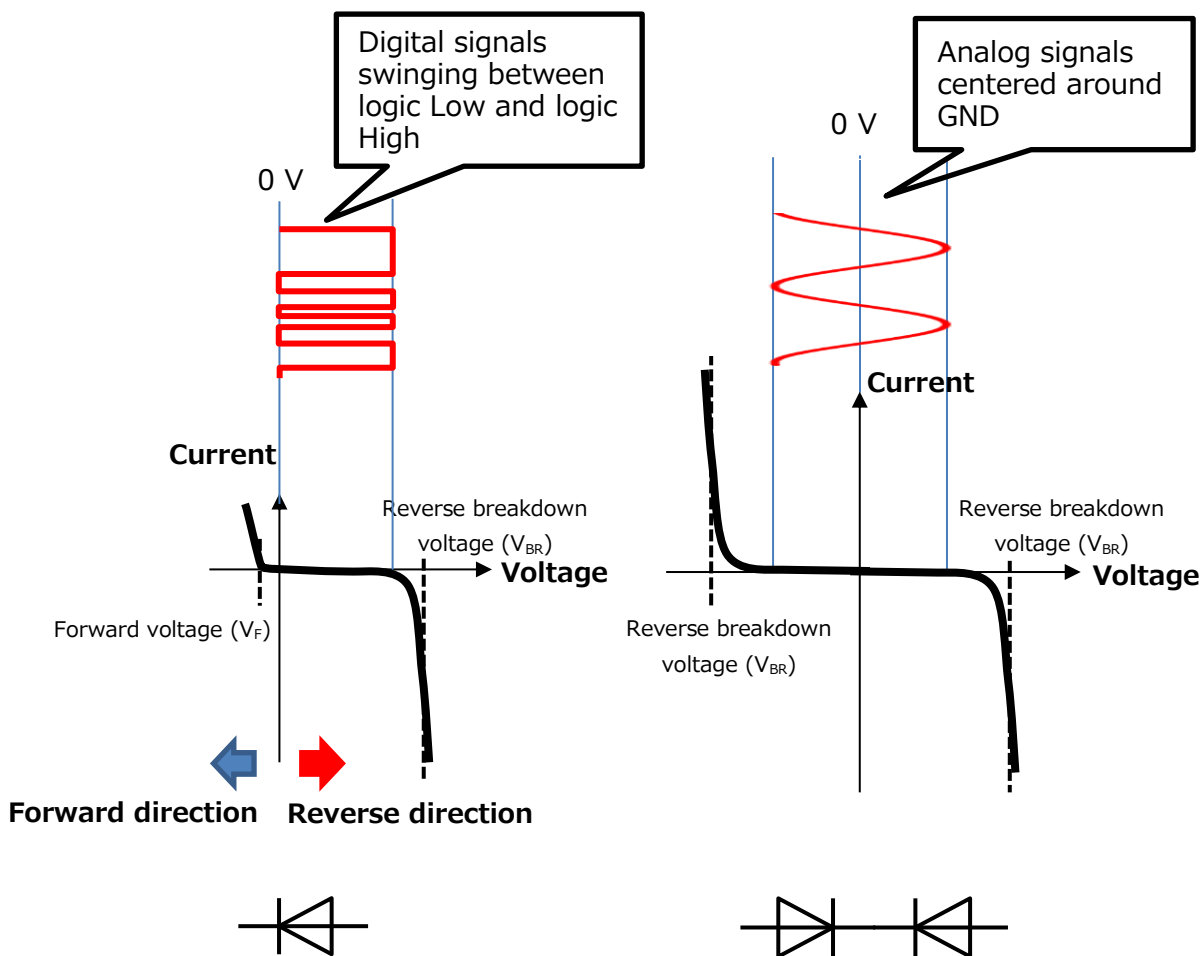 Digital signals
swinging between
logic Low and logic
High
0 V
Current
Reverse breakdown
voltage (VBR)
Voltage
Forward voltage (VF)
Forward direction
Reverse direction
Analog signals
centered around
GND
0 V
Current
Reverse breakdown
voltage (VBR)
Voltage
Reverse breakdown
voltage (VBR)